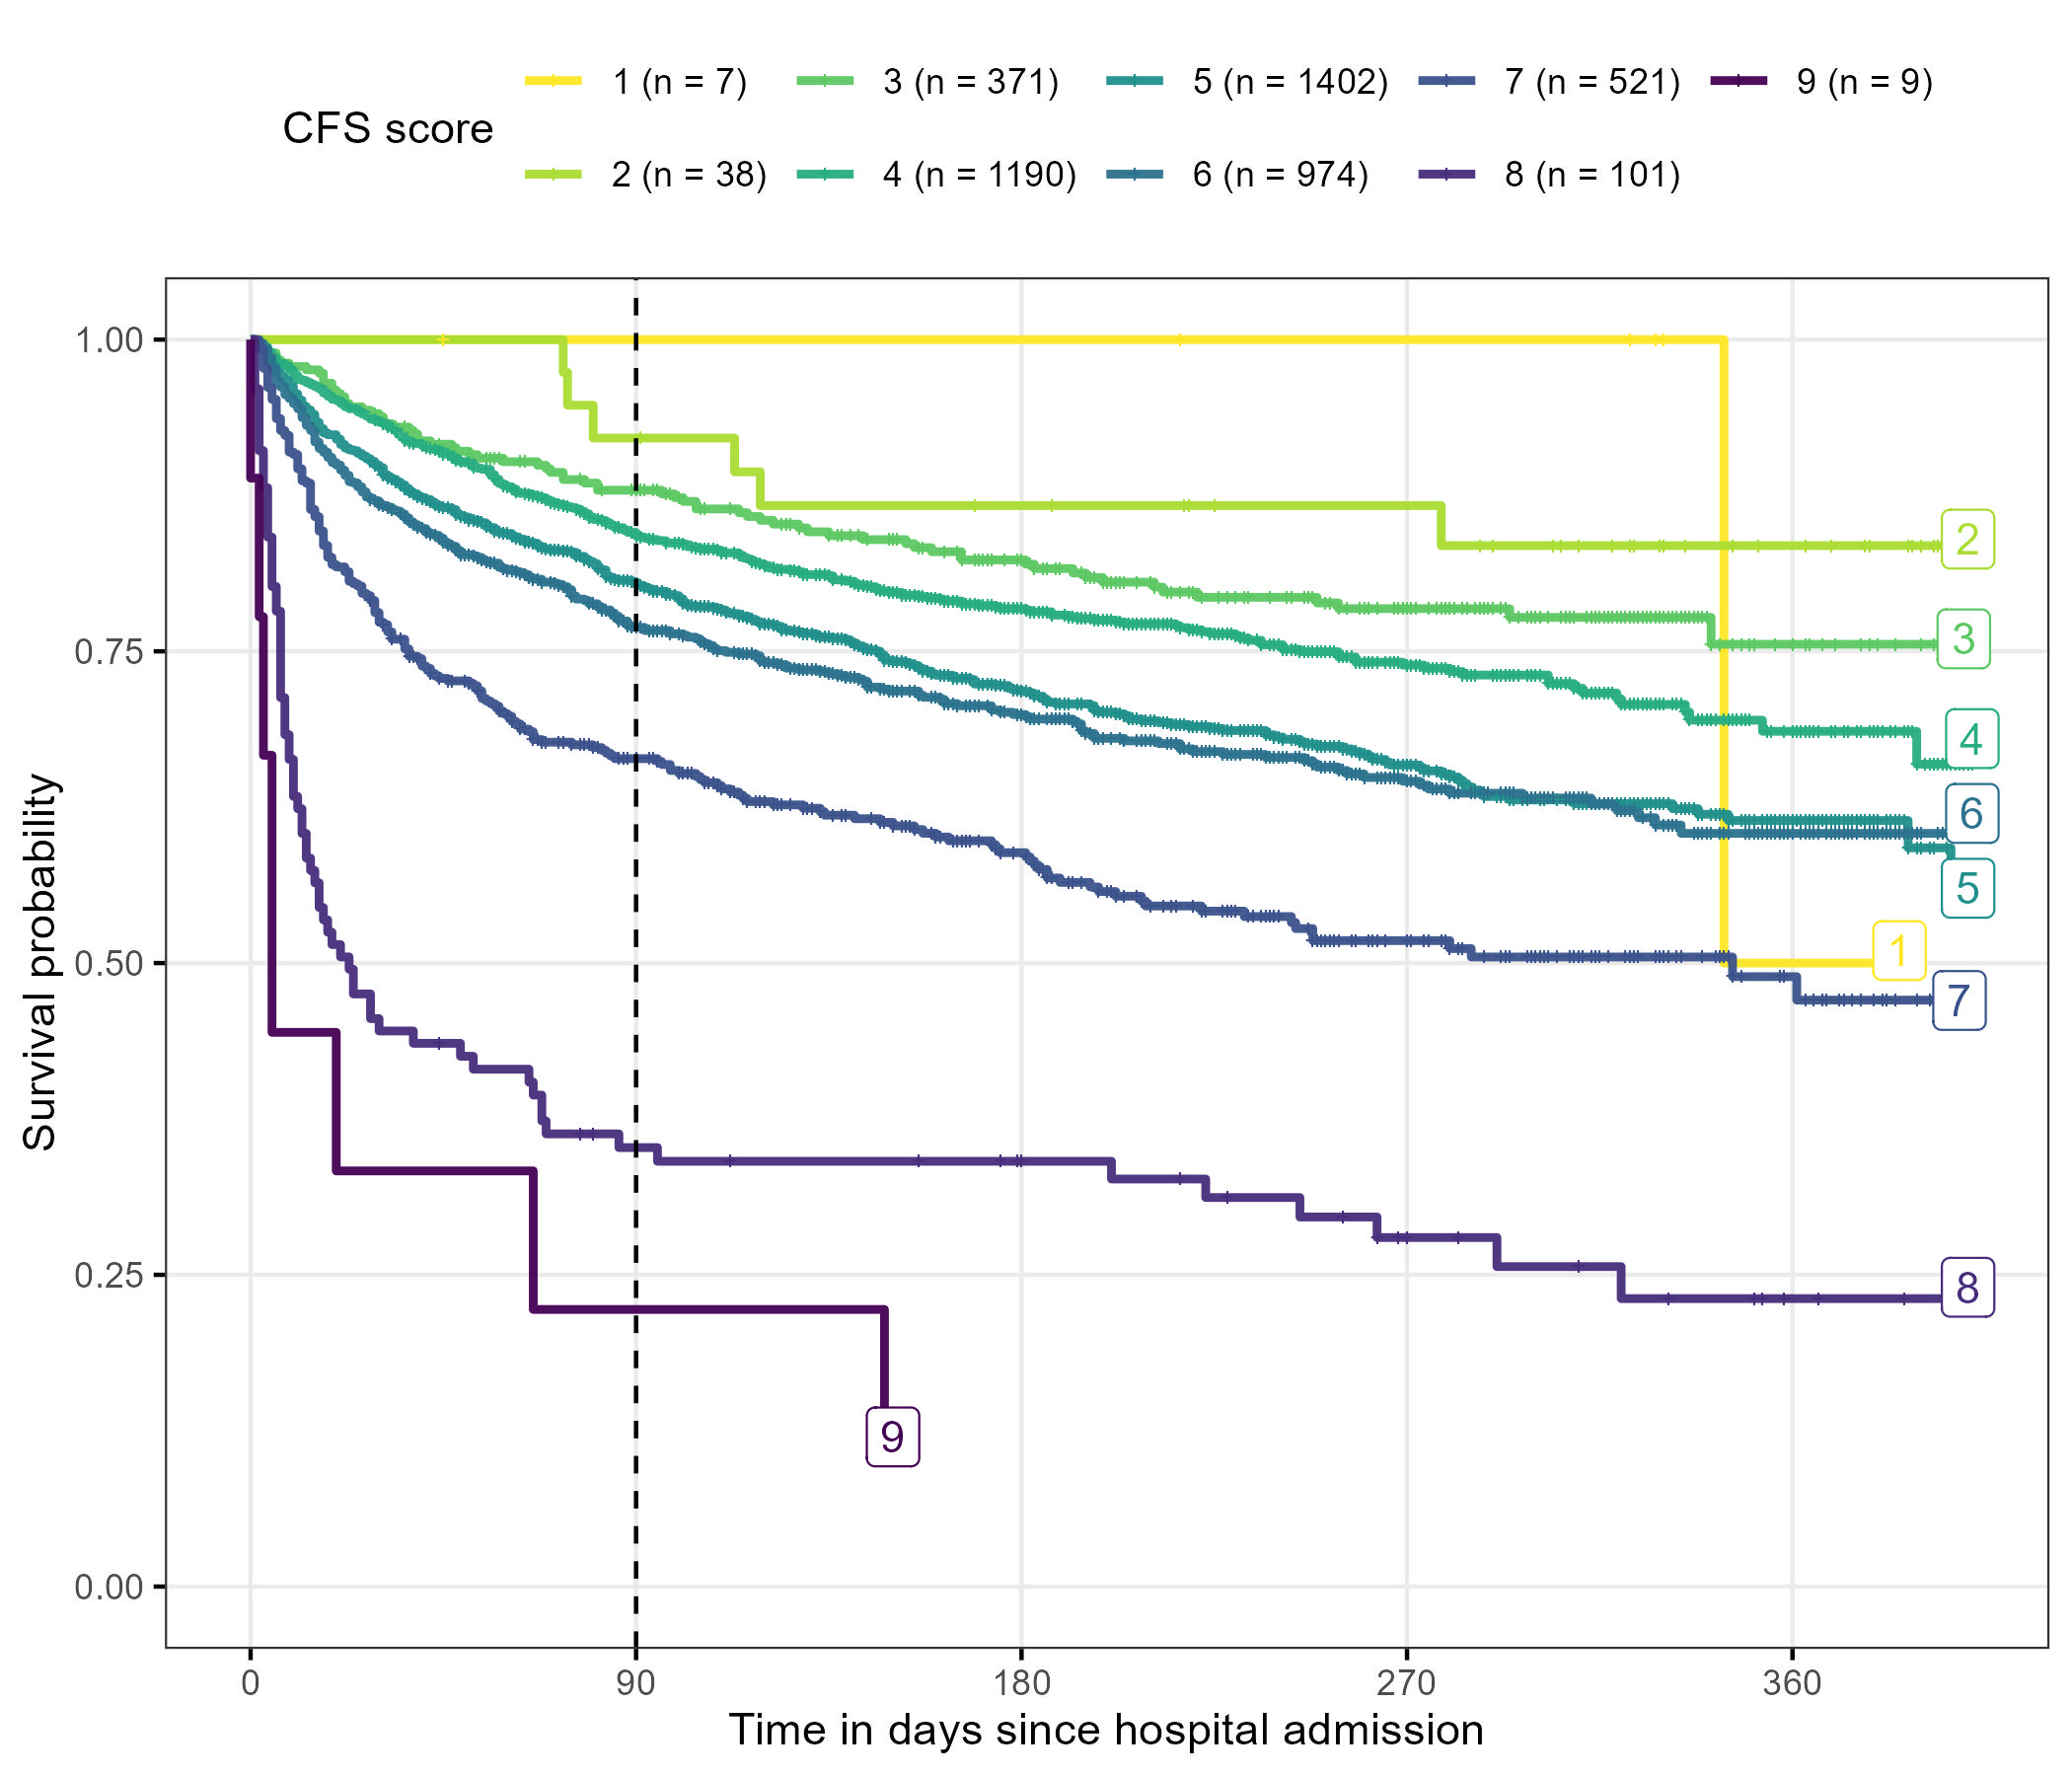 1 (n = 7) 3 (n = 371) 5 (n = 1402) 7 (n = 521) 9 (n = 9)
CFS score
2 (n = 38) 4 (n = 1190) 6 (n = 974) 8 (n = 101)
1.00
0.75
0.50
0.25
0.00
Survival probability
2
3
4
6
5
1
7
8
9
0 90 180 270 360
Time in days since hospital admission